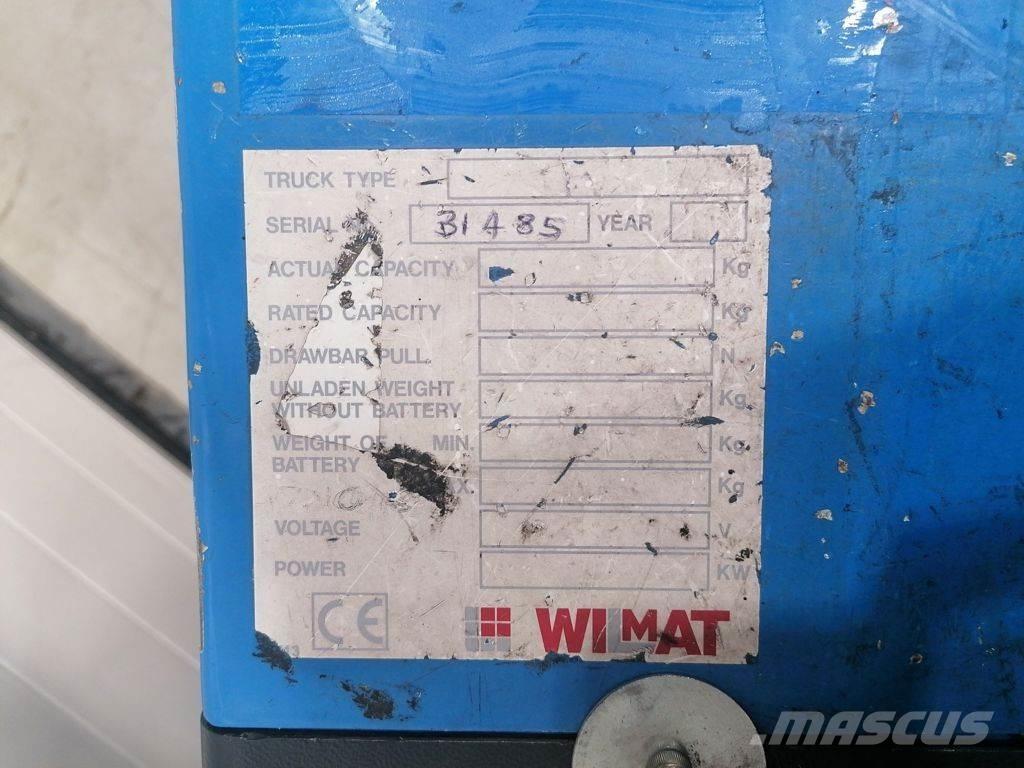 TRUCK TYPE
SERIAL 31485 YEAR
ACTUAL CAPACITY Kg
RATED CAPACITY Kg
DRAWBAR PULL N
UNLADEN WEIGHT
WITHOUT BATTERY Kg
WEIGHT OF MIN. Kg
BATTERY
Kg
VOLTAGE V
POWER KW
CE WILMAT
MASCUS